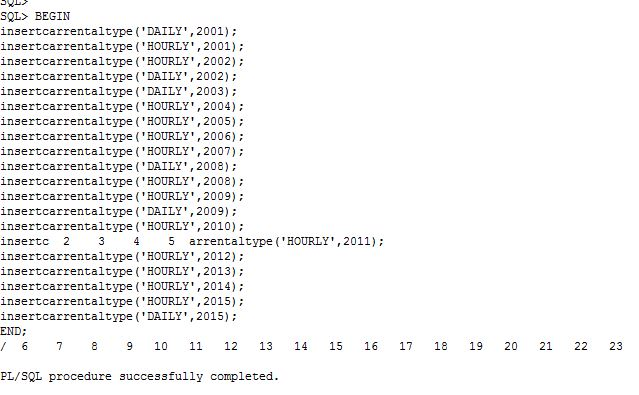 SQL>
SQL> BEGIN
insertcarrentaltype('DAILY',2001);
insertcarrentaltype('HOURLY',2001);
insertcarrentaltype('HOURLY',2002);
insertcarrentaltype('DAILY',2002);
insertcarrentaltype('DAILY',2003);
insertcarrentaltype('HOURLY',2004);
insertcarrentaltype('HOURLY',2005);
insertcarrentaltype('HOURLY',2006);
insertcarrentaltype('HOURLY',2007);
insertcarrentaltype('DAILY',2008);
insertcarrentaltype('HOURLY',2008);
insertcarrentaltype('HOURLY',2009);
insertcarrentaltype('DAILY',2009);
insertcarrentaltype('HOURLY',2010);
insertc  2    3    4    5  arrentaltype('HOURLY',2011);
insertcarrentaltype('HOURLY',2012);
insertcarrentaltype('HOURLY',2013);
insertcarrentaltype('HOURLY',2014);
insertcarrentaltype('HOURLY',2015);
insertcarrentaltype('DAILY',2015);
END;
/  6    7    8    9   10   11   12   13   14   15   16   17   18   19   20   21   22   23
PL/SQL procedure successfully completed.